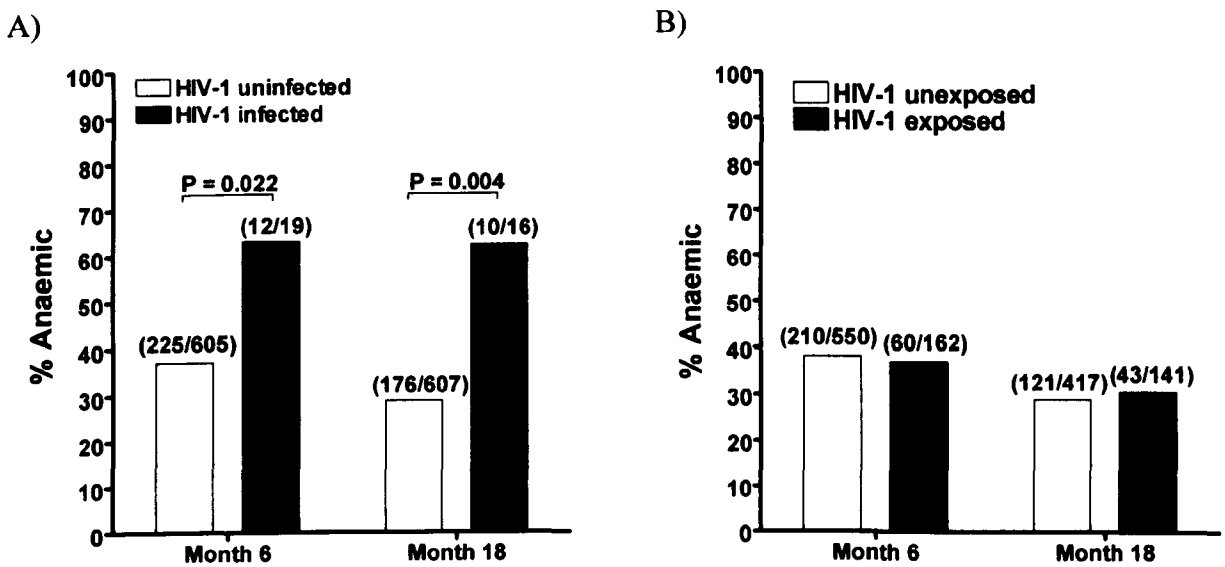 A)
% Anaemic
100
90
80
70
60
50
40
30
20
10
0
HIV-1 uninfected
HIV-1 infected
P = 0.022
P = 0.004
(12/19)
(10/16)
(225/605)
(176/607)
Month 6
Month 18
B)
% Anaemic
100
90
80
70
60
50
40
30
20
10
0
HIV-1 unexposed
HIV-1 exposed
(210/550)
(60/162)
(121/417)
(43/141)
Month 6
Month 18